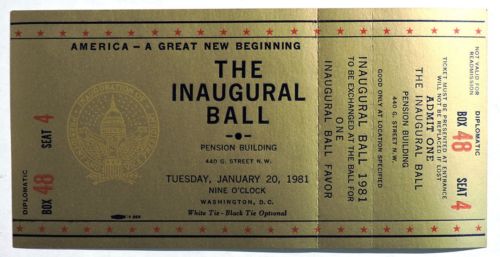 AMERICA – A GREAT NEW BEGINNING
THE
INAUGURAL
BALL
PENSION BUILDING
440 G. STREET N.W.
TUESDAY, JANUARY 20, 1981
NINE O'CLOCK
WASHINGTON, D.C.
White Tie - Black Tie Optional
DIPLOMATIC
BOX 48 SEAT 4
INAUGURAL BALL FAVOR
ONE
TO BE EXCHANGED AT THE BALL FOR
INAUGURAL BALL 1981
GOOD ONLY AT LOCATION SPECIFIED
440 G. STREET N.W.
PENSION BUILDING
THE INAUGURAL BALL
ADMIT ONE
WILL NOT BE REPLACED IF LOST
TICKET MUST BE PRESENTED AT ENTRANCE
NOT VALID FOR
READMISSION
DIPLOMATIC
BOX 48 SEAT 4